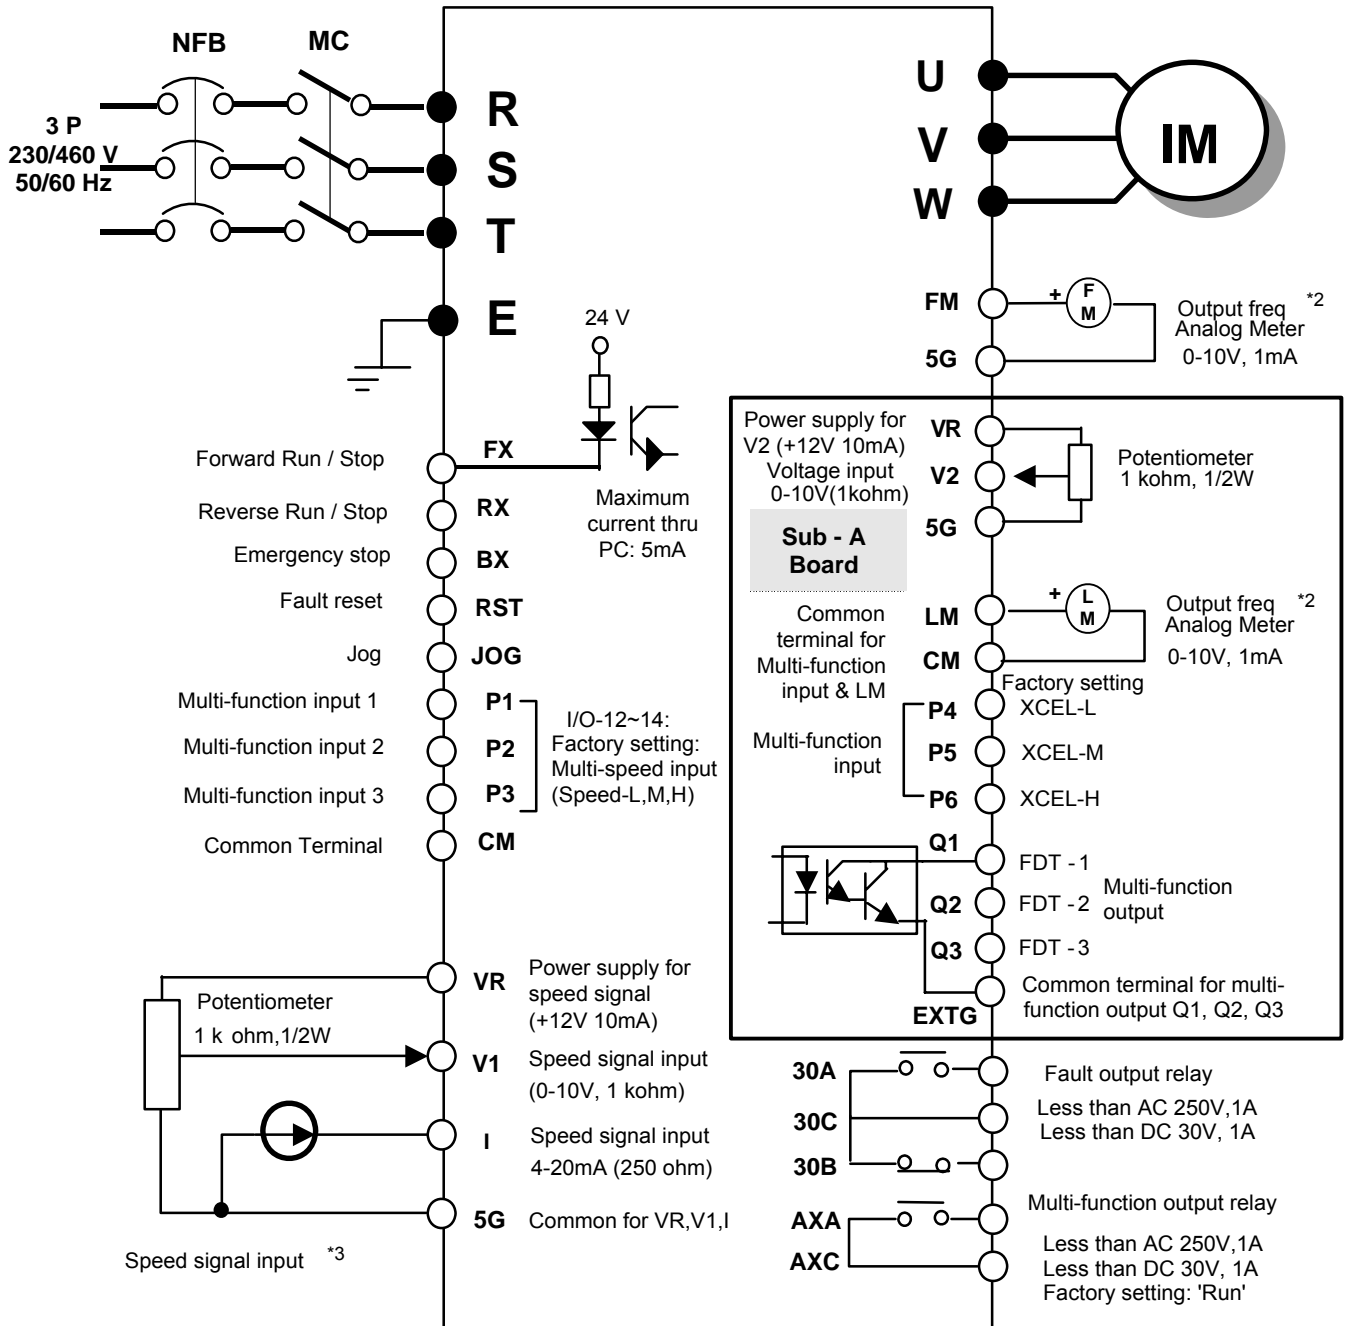 NFB
MC
3 P
230/460 V
50/60 Hz
R
S
T
E
U
V
W
IM
24 V
FM
5G
+
F
M
Output freq *2
Analog Meter
0-10V, 1mA
Forward Run / Stop
FX
Reverse Run / Stop
RX
Emergency stop
BX
Fault reset
RST
Jog
JOG
Maximum
current thru
PC: 5mA
Multi-function input 1
P1
Multi-function input 2
P2
Multi-function input 3
P3
I/O-12~14:
Factory setting:
Multi-speed input
(Speed-L,M,H)
Common Terminal
CM
Power supply for
V2 (+12V 10mA)
Voltage input
0-10V(1kohm)
VR
V2
5G
Potentiometer
1 kohm, 1/2W
Sub - A
Board
Common
terminal for
Multi-function
input & LM
LM
CM
+
L
M
Output freq *2
Analog Meter
0-10V, 1mA
Factory setting
Multi-function
input
P4
XCEL-L
P5
XCEL-M
P6
XCEL-H
Q1
FDT - 1
Q2
FDT - 2
Q3
FDT - 3
Multi-function
output
EXTG
Common terminal for multi-
function output Q1, Q2, Q3
Potentiometer
1 k ohm,1/2W
VR
Power supply for
speed signal
(+12V 10mA)
V1
Speed signal input
(0-10V, 1 kohm)
I
Speed signal input
4-20mA (250 ohm)
5G
Common for VR,V1,I
Speed signal input *3
30A
30C
30B
Fault output relay
Less than AC 250V,1A
Less than DC 30V, 1A
AXA
AXC
Multi-function output relay
Less than AC 250V,1A
Less than DC 30V, 1A
Factory setting: 'Run'